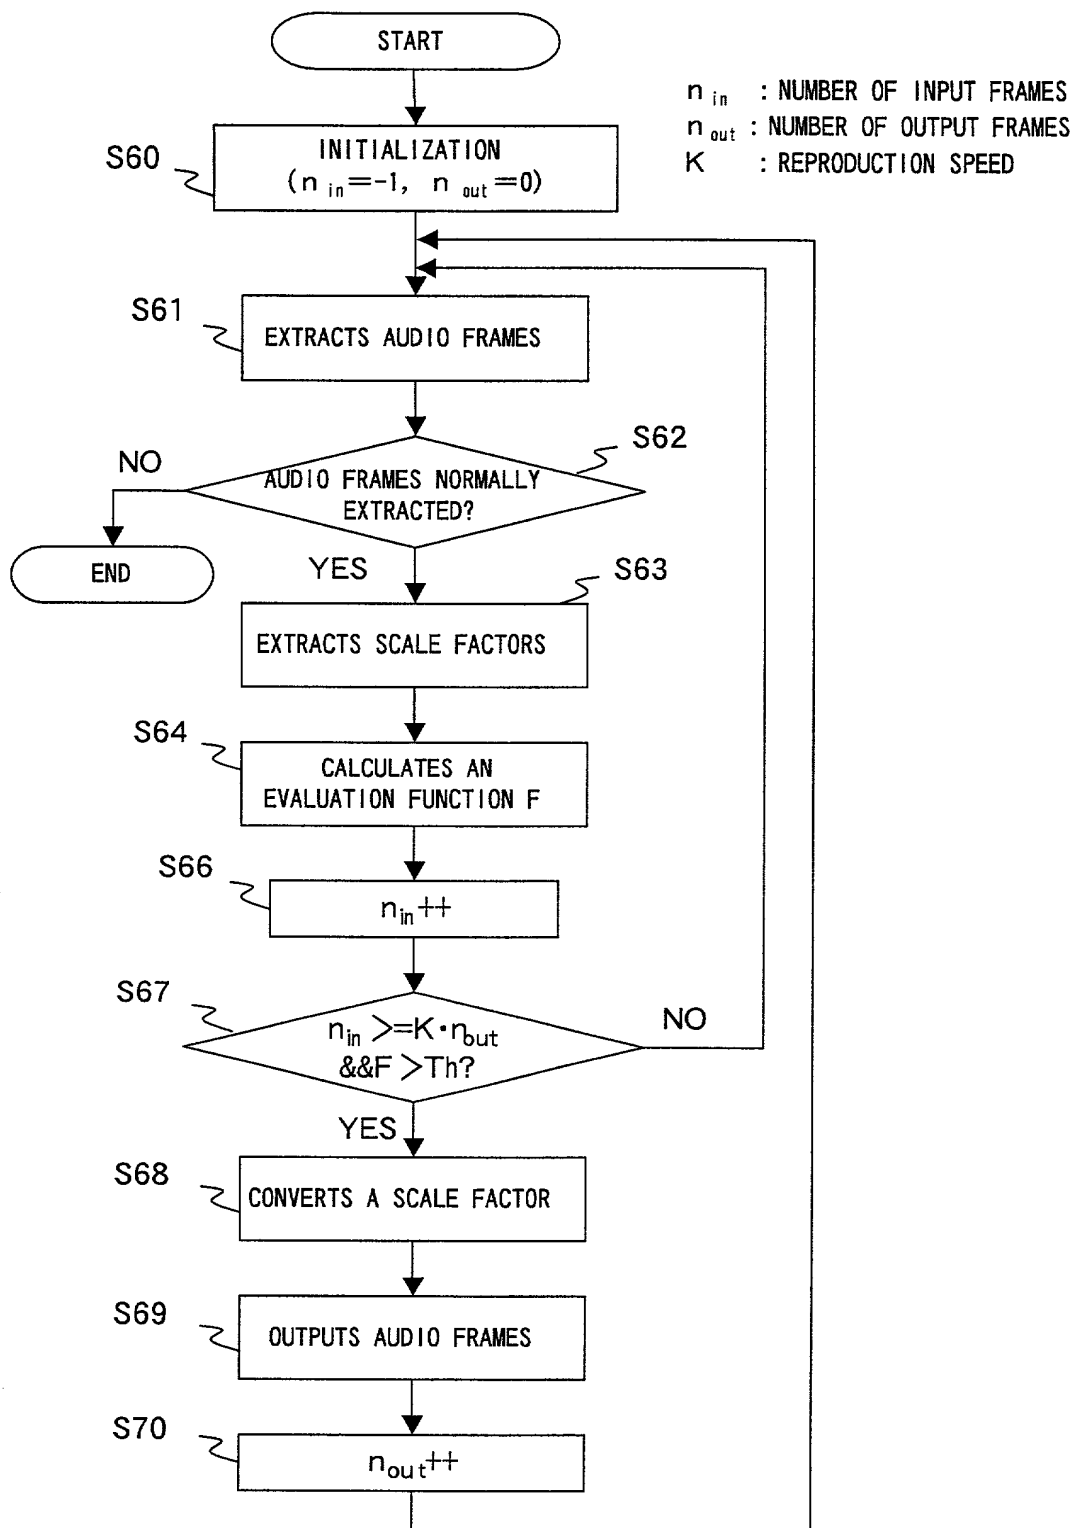 START
n in : NUMBER OF INPUT FRAMES
n out : NUMBER OF OUTPUT FRAMES
K : REPRODUCTION SPEED
S60
INITIALIZATION
(n in=-1, n out=0)
S61
EXTRACTS AUDIO FRAMES
S62
NO
AUDIO FRAMES NORMALLY
EXTRACTED?
END
YES
S63
EXTRACTS SCALE FACTORS
S64
CALCULATES AN
EVALUATION FUNCTION F
S66
nin++
S67
nin >=K·nout
&&F >Th?
NO
YES
S68
CONVERTS A SCALE FACTOR
S69
OUTPUTS AUDIO FRAMES
S70
nout++